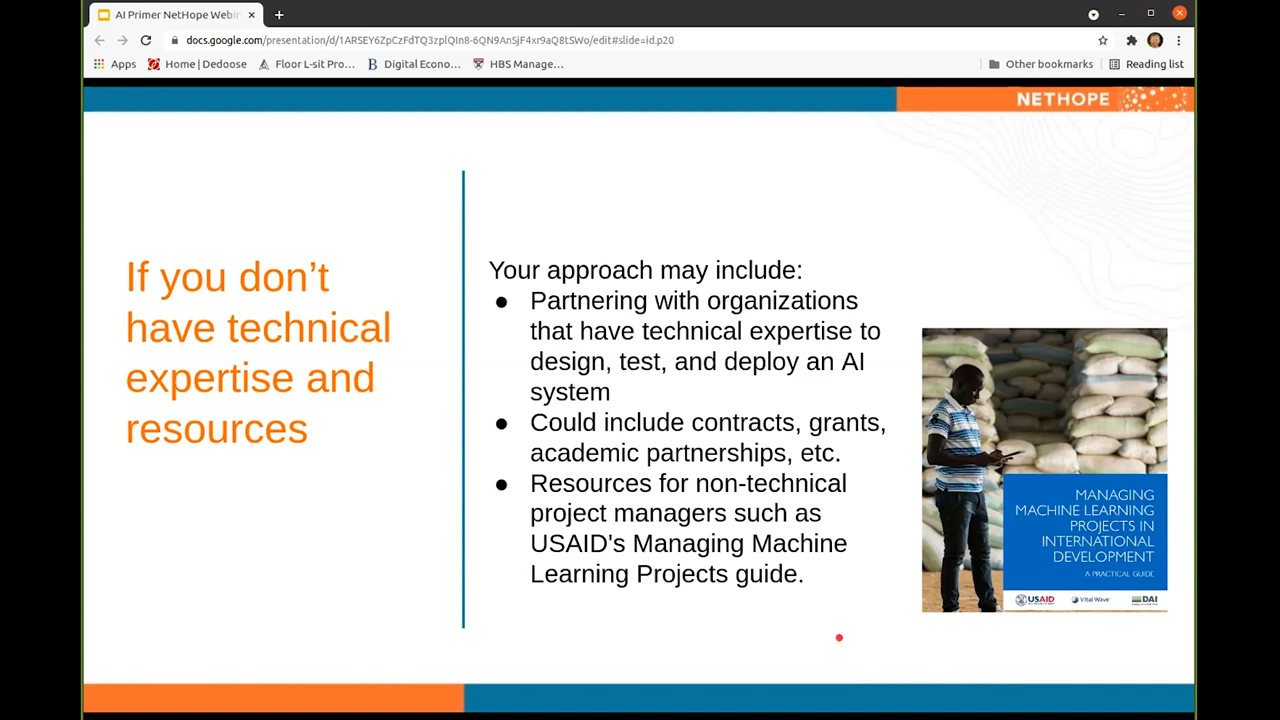 AI Primer NetHope Webin
docs.google.com/presentation/d/1ARSEY6ZpCzFdTQ3zplQIn8-6QN9AnSjF4xr9aQ8tSWo/edit#slide=id.p20
Apps Home | Dedoose Floor L-sit Pro... Digital Econo... HBS Manage... Other bookmarks Reading list
NETHOPE
If you don’t
have technical
expertise and
resources
Your approach may include:
● Partnering with organizations
that have technical expertise to
design, test, and deploy an AI
system
● Could include contracts, grants,
academic partnerships, etc.
● Resources for non-technical
project managers such as
USAID's Managing Machine
Learning Projects guide.
MANAGING
MACHINE LEARNING
PROJECTS IN
INTERNATIONAL
DEVELOPMENT
A PRACTICAL GUIDE
USAID Vital Wave DAI